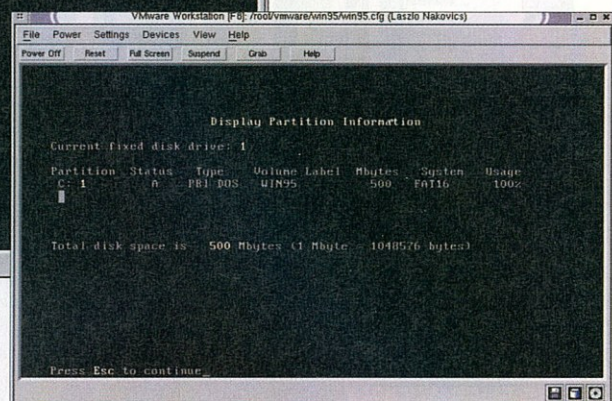 VMware Workstation [F8]: /root/vmware/win95/win95.cfg (Laszlo Nakovics)
File Power Settings Devices View Help
Power Off Reset Full Screen Suspend Grab Help
Display Partition Information
Current fixed disk drive: 1
Partition Status Type Volume Label Mbytes System Usage
C: 1 A PRI DOS WIN95 500 FAT16 100%
Total disk space is 500 Mbytes (1 Mbyte 1048576 bytes)
Press Esc to continue_